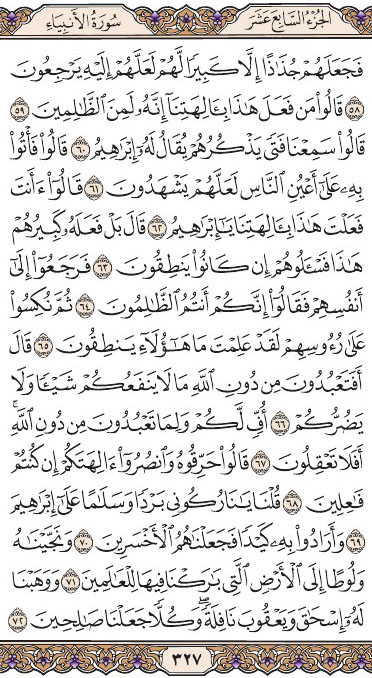 الجزء السابع عشر سورة الأنبياء
فَجَعَلَهُمْ جُذَٰذًا إِلَّا كَبِيرًا لَّهُمْ لَعَلَّهُمْ إِلَيْهِ يَرْجِعُونَ
٥٨ قَالُوا۟ مَن فَعَلَ هَٰذَا بِـَٔالِهَتِنَآ إِنَّهُۥ لَمِنَ ٱلظَّٰلِمِينَ ٥٩
قَالُوا۟ سَمِعْنَا فَتًى يَذْكُرُهُمْ يُقَالُ لَهُۥٓ إِبْرَٰهِيمُ ٦٠ قَالُوا۟ فَأْتُوا۟
بِهِۦ عَلَىٰٓ أَعْيُنِ ٱلنَّاسِ لَعَلَّهُمْ يَشْهَدُونَ ٦١ قَالُوٓا۟ ءَأَنتَ
فَعَلْتَ هَٰذَا بِـَٔالِهَتِنَا يَٰٓإِبْرَٰهِيمُ ٦٢ قَالَ بَلْ فَعَلَهُۥ كَبِيرُهُمْ
هَٰذَا فَسْـَٔلُوهُمْ إِن كَانُوا۟ يَنطِقُونَ ٦٣ فَرَجَعُوٓا۟ إِلَىٰٓ
أَنفُسِهِمْ فَقَالُوٓا۟ إِنَّكُمْ أَنتُمُ ٱلظَّٰلِمُونَ ٦٤ ثُمَّ نُكِسُوا۟
عَلَىٰ رُءُوسِهِمْ لَقَدْ عَلِمْتَ مَا هَٰٓؤُلَآءِ يَنطِقُونَ ٦٥ قَالَ
أَفَتَعْبُدُونَ مِن دُونِ ٱللَّهِ مَا لَا يَنفَعُكُمْ شَيْـًٔا وَلَا
يَضُرُّكُمْ ٦٦ أُفٍّ لَّكُمْ وَلِمَا تَعْبُدُونَ مِن دُونِ ٱللَّهِ ۖ
أَفَلَا تَعْقِلُونَ ٦٧ قَالُوا۟ حَرِّقُوهُ وَٱنصُرُوٓا۟ ءَالِهَتَكُمْ إِن كُنتُمْ
فَٰعِلِينَ ٦٨ قُلْنَا يَٰنَارُ كُونِى بَرْدًا وَسَلَٰمًا عَلَىٰٓ إِبْرَٰهِيمَ
٦٩ وَأَرَادُوا۟ بِهِۦ كَيْدًا فَجَعَلْنَٰهُمُ ٱلْأَخْسَرِينَ ٧٠ وَنَجَّيْنَٰهُ
وَلُوطًا إِلَى ٱلْأَرْضِ ٱلَّتِى بَٰرَكْنَا فِيهَا لِلْعَٰلَمِينَ ٧١ وَوَهَبْنَا
لَهُۥٓ إِسْحَٰقَ وَيَعْقُوبَ نَافِلَةً ۖ وَكُلًّا جَعَلْنَا صَٰلِحِينَ ٧٢
٣٢٧